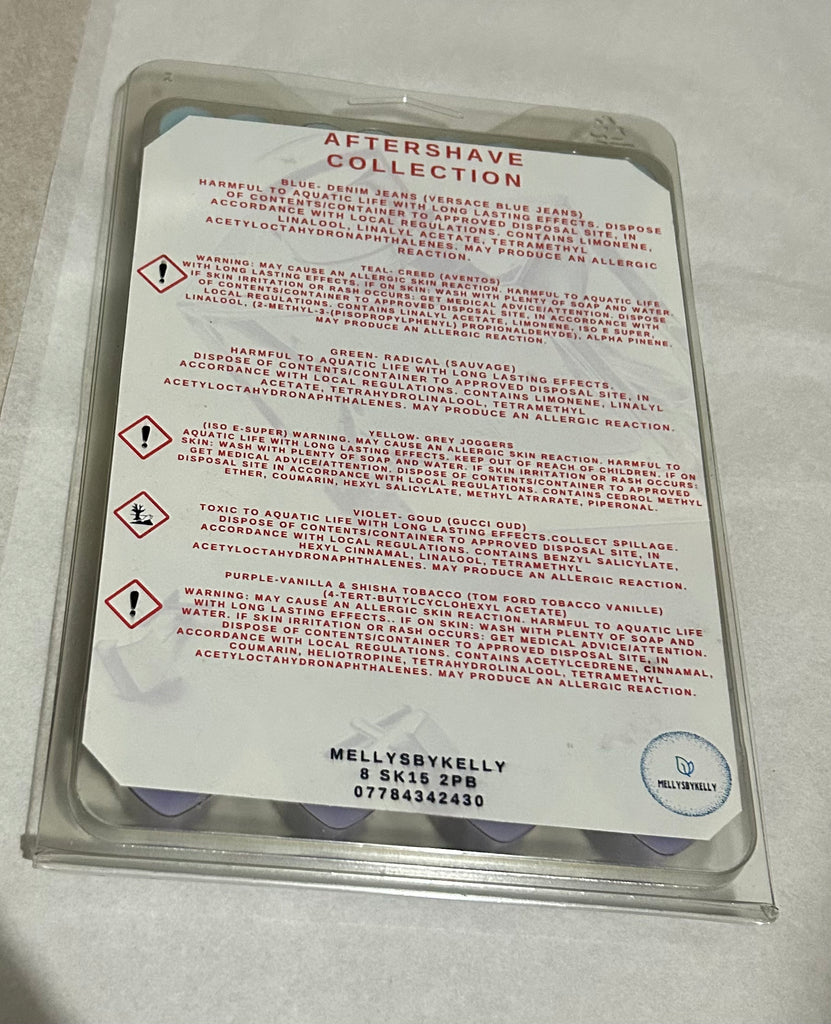 AFTERSHAVE
COLLECTION
BLUE- DENIM JEANS (VERSACE BLUE JEANS)
HARMFUL TO AQUATIC LIFE WITH LONG LASTING EFFECTS. DISPOSE
OF CONTENTS/CONTAINER TO APPROVED DISPOSAL SITE, IN
ACCORDANCE WITH LOCAL REGULATIONS. CONTAINS LIMONENE,
LINALOOL, LINALYL ACETATE, TETRAMETHYL
ACETYLOCTAHYDRONAPHTHALENES. MAY PRODUCE AN ALLERGIC
REACTION.
TEAL- CREED (AVENTOS)
WARNING: MAY CAUSE AN ALLERGIC SKIN REACTION. HARMFUL TO AQUATIC LIFE
WITH LONG LASTING EFFECTS. IF ON SKIN: WASH WITH PLENTY OF SOAP AND WATER.
IF SKIN IRRITATION OR RASH OCCURS: GET MEDICAL ADVICE/ATTENTION. DISPOSE
OF CONTENTS/CONTAINER TO APPROVED DISPOSAL SITE, IN ACCORDANCE WITH
LOCAL REGULATIONS. CONTAINS LINALYL ACETATE, LIMONENE, ISO E SUPER,
LINALOOL, (2-METHYL-3-(PISOPROPYLPHENYL) PROPIONALDEHYDE), ALPHA PINENE.
MAY PRODUCE AN ALLERGIC REACTION.
GREEN- RADICAL (SAUVAGE)
HARMFUL TO AQUATIC LIFE WITH LONG LASTING EFFECTS.
DISPOSE OF CONTENTS/CONTAINER TO APPROVED DISPOSAL SITE, IN
ACCORDANCE WITH LOCAL REGULATIONS. CONTAINS LIMONENE, LINALYL
ACETATE, TETRAHYDROLINALOOL, TETRAMETHYL
ACETYLOCTAHYDRONAPHTHALENES. MAY PRODUCE AN ALLERGIC REACTION.
YELLOW- GREY JOGGERS
(ISO E-SUPER) WARNING. MAY CAUSE AN ALLERGIC SKIN REACTION. HARMFUL TO
AQUATIC LIFE WITH LONG LASTING EFFECTS. KEEP OUT OF REACH OF CHILDREN. IF ON
SKIN: WASH WITH PLENTY OF SOAP AND WATER. IF SKIN IRRITATION OR RASH OCCURS:
GET MEDICAL ADVICE/ATTENTION. DISPOSE OF CONTENTS/CONTAINER TO APPROVED
DISPOSAL SITE IN ACCORDANCE WITH LOCAL REGULATIONS. CONTAINS CEDROL METHYL
ETHER, COUMARIN, HEXYL SALICYLATE, METHYL ATRARATE, PIPERONAL.
VIOLET- GOUD (GUCCI OUD)
TOXIC TO AQUATIC LIFE WITH LONG LASTING EFFECTS.COLLECT SPILLAGE.
DISPOSE OF CONTENTS/CONTAINER TO APPROVED DISPOSAL SITE, IN
ACCORDANCE WITH LOCAL REGULATIONS. CONTAINS BENZYL SALICYLATE,
HEXYL CINNAMAL, LINALOOL, TETRAMETHYL
ACETYLOCTAHYDRONAPHTHALENES. MAY PRODUCE AN ALLERGIC REACTION.
PURPLE-VANILLA & SHISHA TOBACCO (TOM FORD TOBACCO VANILLE)
(4-TERT-BUTYLCYCLOHEXYL ACETATE)
WARNING: MAY CAUSE AN ALLERGIC SKIN REACTION. HARMFUL TO AQUATIC LIFE
WITH LONG LASTING EFFECTS.. IF ON SKIN: WASH WITH PLENTY OF SOAP AND
WATER. IF SKIN IRRITATION OR RASH OCCURS: GET MEDICAL ADVICE/ATTENTION.
DISPOSE OF CONTENTS/CONTAINER TO APPROVED DISPOSAL SITE, IN
ACCORDANCE WITH LOCAL REGULATIONS. CONTAINS ACETYLCEDRENE, CINNAMAL,
COUMARIN, HELIOTROPINE, TETRAHYDROLINALOOL, TETRAMETHYL
ACETYLOCTAHYDRONAPHTHALENES. MAY PRODUCE AN ALLERGIC REACTION.
MELLYSBYKELLY
8 SK15 2PB
07784342430
MELLYSBYKELLY